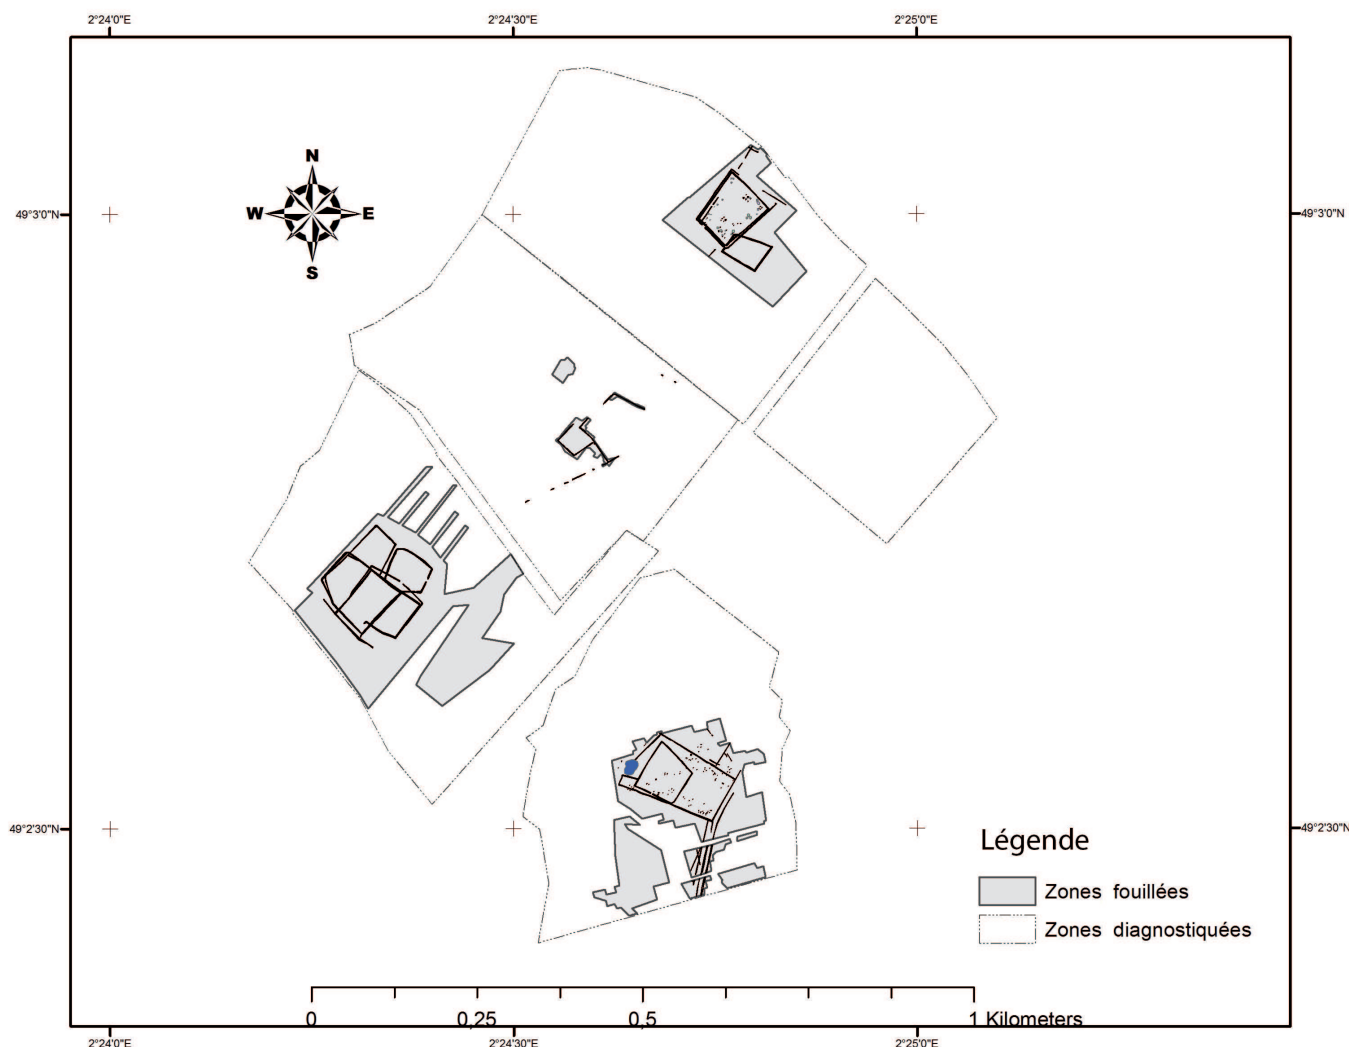 2°24'0"E
2°24'30"E
2°25'0"E
N
W
E
S
49°3'0"N
49°3'0"N
49°2'30"N
49°2'30"N
Légende
Zones fouillées
Zones diagnostiquées
0
0,25
0,5
1 Kilometers
2°24'0"E
2°24'30"E
2°25'0"E